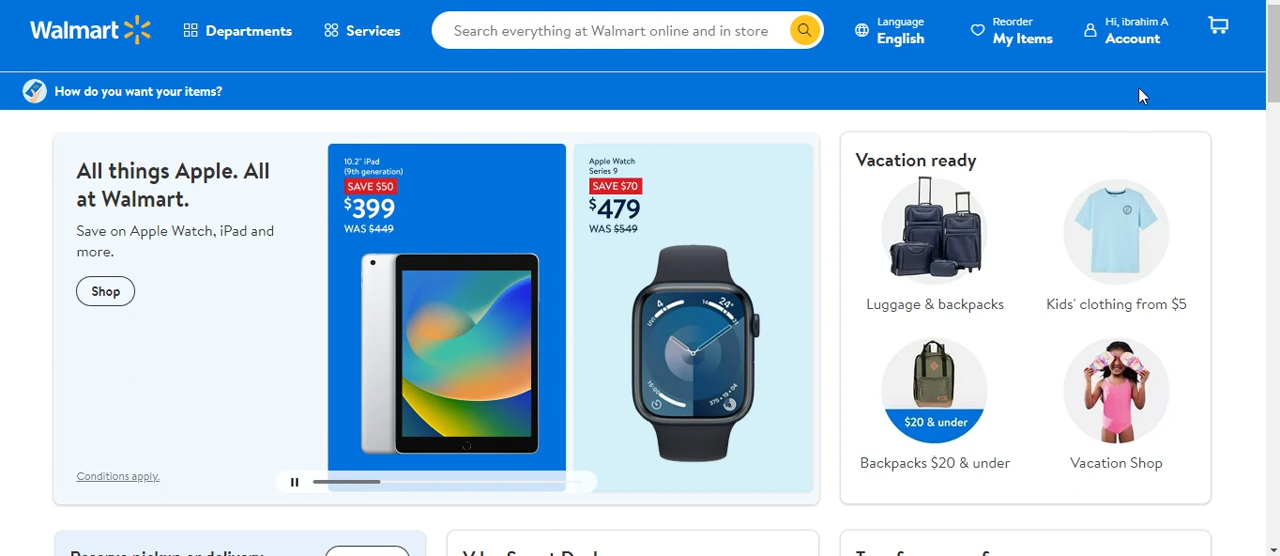 Walmart
Departments
Services
Search everything at Walmart online and in store
Language
English
Reorder
My Items
Hi, ibrahim A
Account
How do you want your items?
All things Apple. All
at Walmart.
Save on Apple Watch, iPad and
more.
Shop
Conditions apply.
10.2" iPad
(9th generation)
SAVE $50
$399
WAS $449
Apple Watch
Series 9
SAVE $70
$479
WAS $549
Vacation ready
Luggage & backpacks
Kids' clothing from $5
$20 & under
Backpacks $20 & under
Vacation Shop